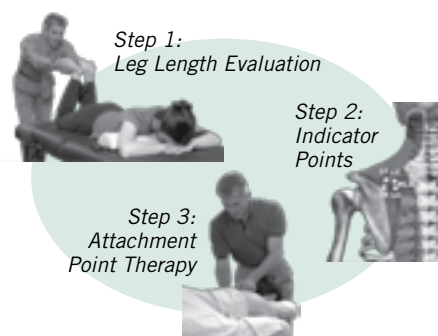 Step 1:
Leg Length Evaluation
Step 2:
Indicator
Points
Step 3:
Attachment
Point Therapy